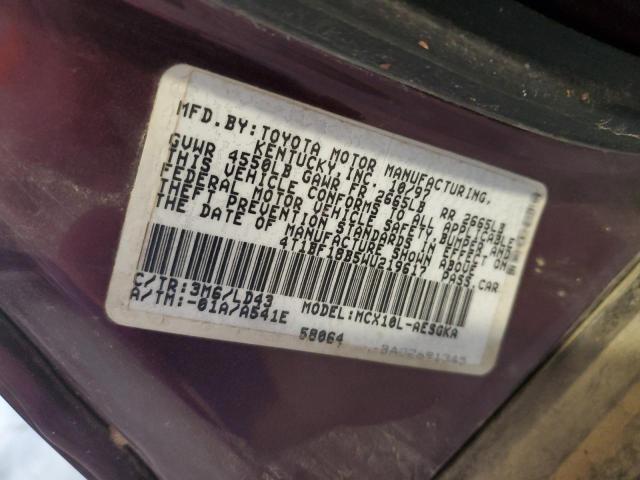 MFD.BY:TOYOTA MOTOR MANUFACTURING,
KENTUCKY, INC. 10/97
GVWR 4550LB GAWR FR 2665LB RR 2665LB
THIS VEHICLE CONFORMS TO ALL APPLICABLE
FEDERAL MOTOR VEHICLE SAFETY, BUMPER, AND
THEFT PREVENTION STANDARDS IN EFFECT ON
THE DATE OF MANUFACTURE SHOWN ABOVE
4T1BF18B5WU219617 PASS.CAR
C/TR:3M6/LD43 MODEL:MCX10L-AESGKA
A/TM:-01A/A541E
58064